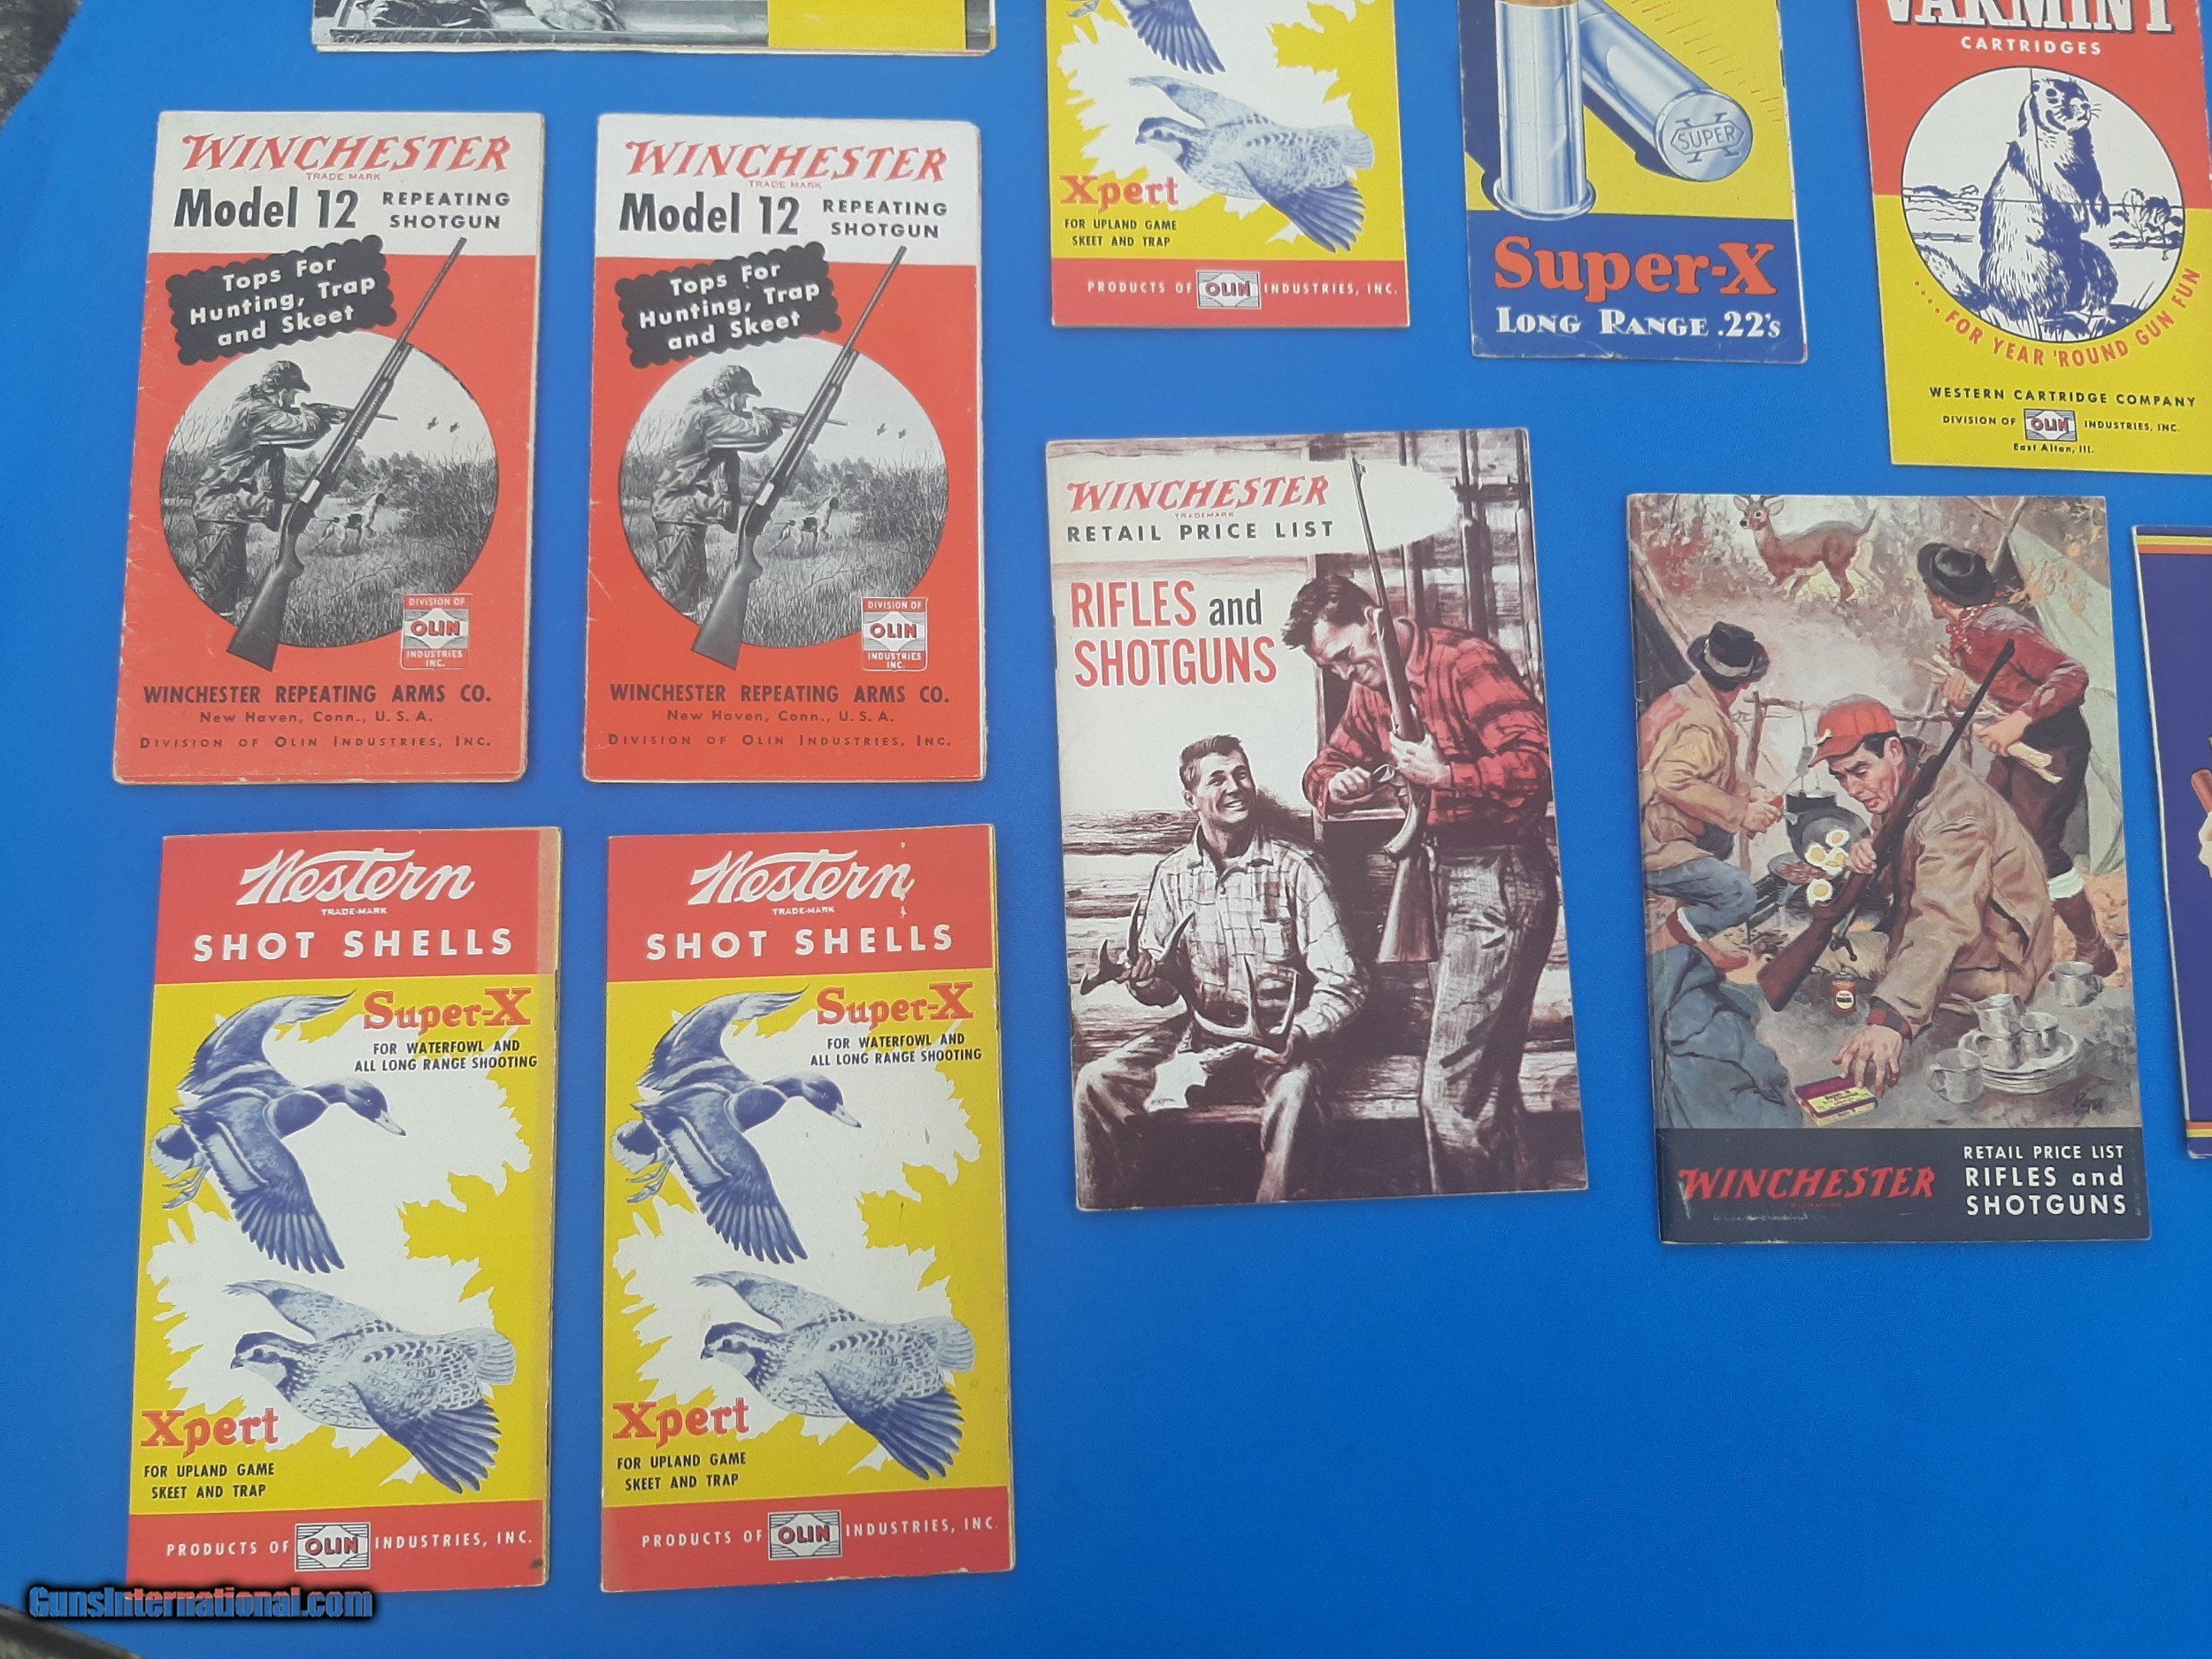 WINCHESTER
TRADE MARK
Model 12
REPEATING
SHOTGUN
Tops For
Hunting, Trap
and Skeet
DIVISION OF
OLIN
INDUSTRIES
INC.
WINCHESTER REPEATING ARMS CO.
New Haven, Conn., U. S. A.
DIVISION OF OLIN INDUSTRIES, INC.
WINCHESTER
TRADE MARK
Model 12
REPEATING
SHOTGUN
Tops For
Hunting, Trap
and Skeet
DIVISION OF
OLIN
INDUSTRIES
INC.
WINCHESTER REPEATING ARMS CO.
New Haven, Conn., U. S. A.
DIVISION OF OLIN INDUSTRIES, INC.
Xpert
FOR UPLAND GAME
SKEET AND TRAP
PRODUCTS OF OLIN INDUSTRIES, INC.
SUPER
X
Super-X
LONG RANGE .22's
VARMINT
CARTRIDGES
....FOR YEAR 'ROUND GUN FUN
WESTERN CARTRIDGE COMPANY
DIVISION OF OLIN INDUSTRIES, INC.
East Alton, Ill.
WINCHESTER
TRADEMARK
RETAIL PRICE LIST
RIFLES and
SHOTGUNS
WINCHESTER
RETAIL PRICE LIST
RIFLES and
SHOTGUNS
Western
TRADE-MARK
SHOT SHELLS
Super-X
FOR WATERFOWL AND
ALL LONG RANGE SHOOTING
Xpert
FOR UPLAND GAME
SKEET AND TRAP
PRODUCTS OF OLIN INDUSTRIES, INC.
Western
TRADE-MARK
SHOT SHELLS
Super-X
FOR WATERFOWL AND
ALL LONG RANGE SHOOTING
Xpert
FOR UPLAND GAME
SKEET AND TRAP
PRODUCTS OF OLIN INDUSTRIES, INC.
GunsInternational.com